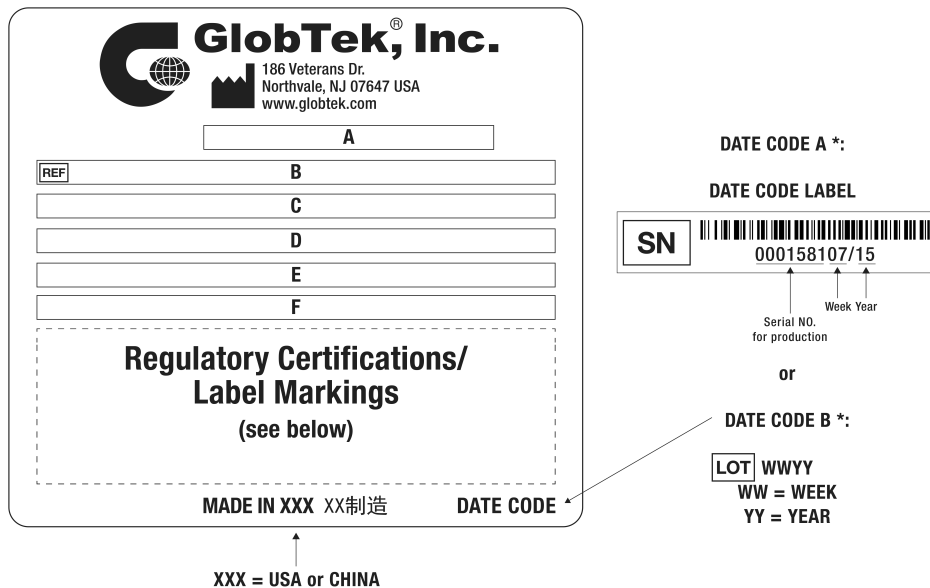 GlobTek,® Inc.
186 Veterans Dr.
Northvale, NJ 07647 USA
www.globtek.com
A
REF B
C
D
E
F
Regulatory Certifications/
Label Markings
(see below)
MADE IN XXX XX制造 DATE CODE
XXX = USA or CHINA
DATE CODE A *:
DATE CODE LABEL
SN
000158107/15
Week Year
Serial NO.
for production
or
DATE CODE B *:
LOT WWYY
WW = WEEK
YY = YEAR